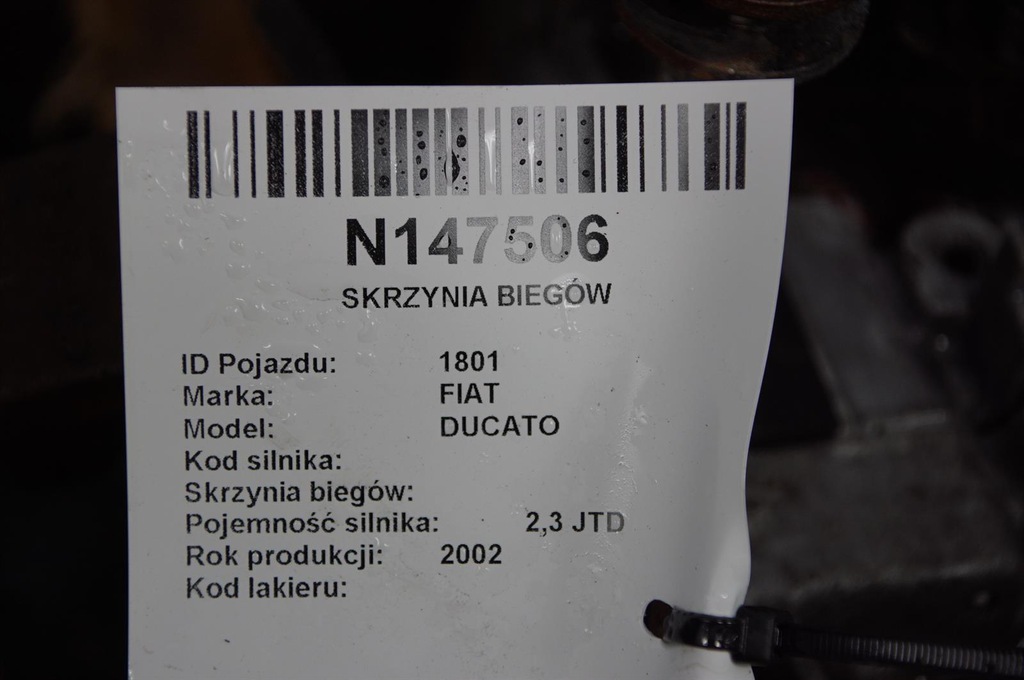 N147506
SKRZYNIA BIEGÓW
ID Pojazdu: 1801
Marka: FIAT
Model: DUCATO
Kod silnika:
Skrzynia biegów:
Pojemność silnika: 2,3 JTD
Rok produkcji: 2002
Kod lakieru: